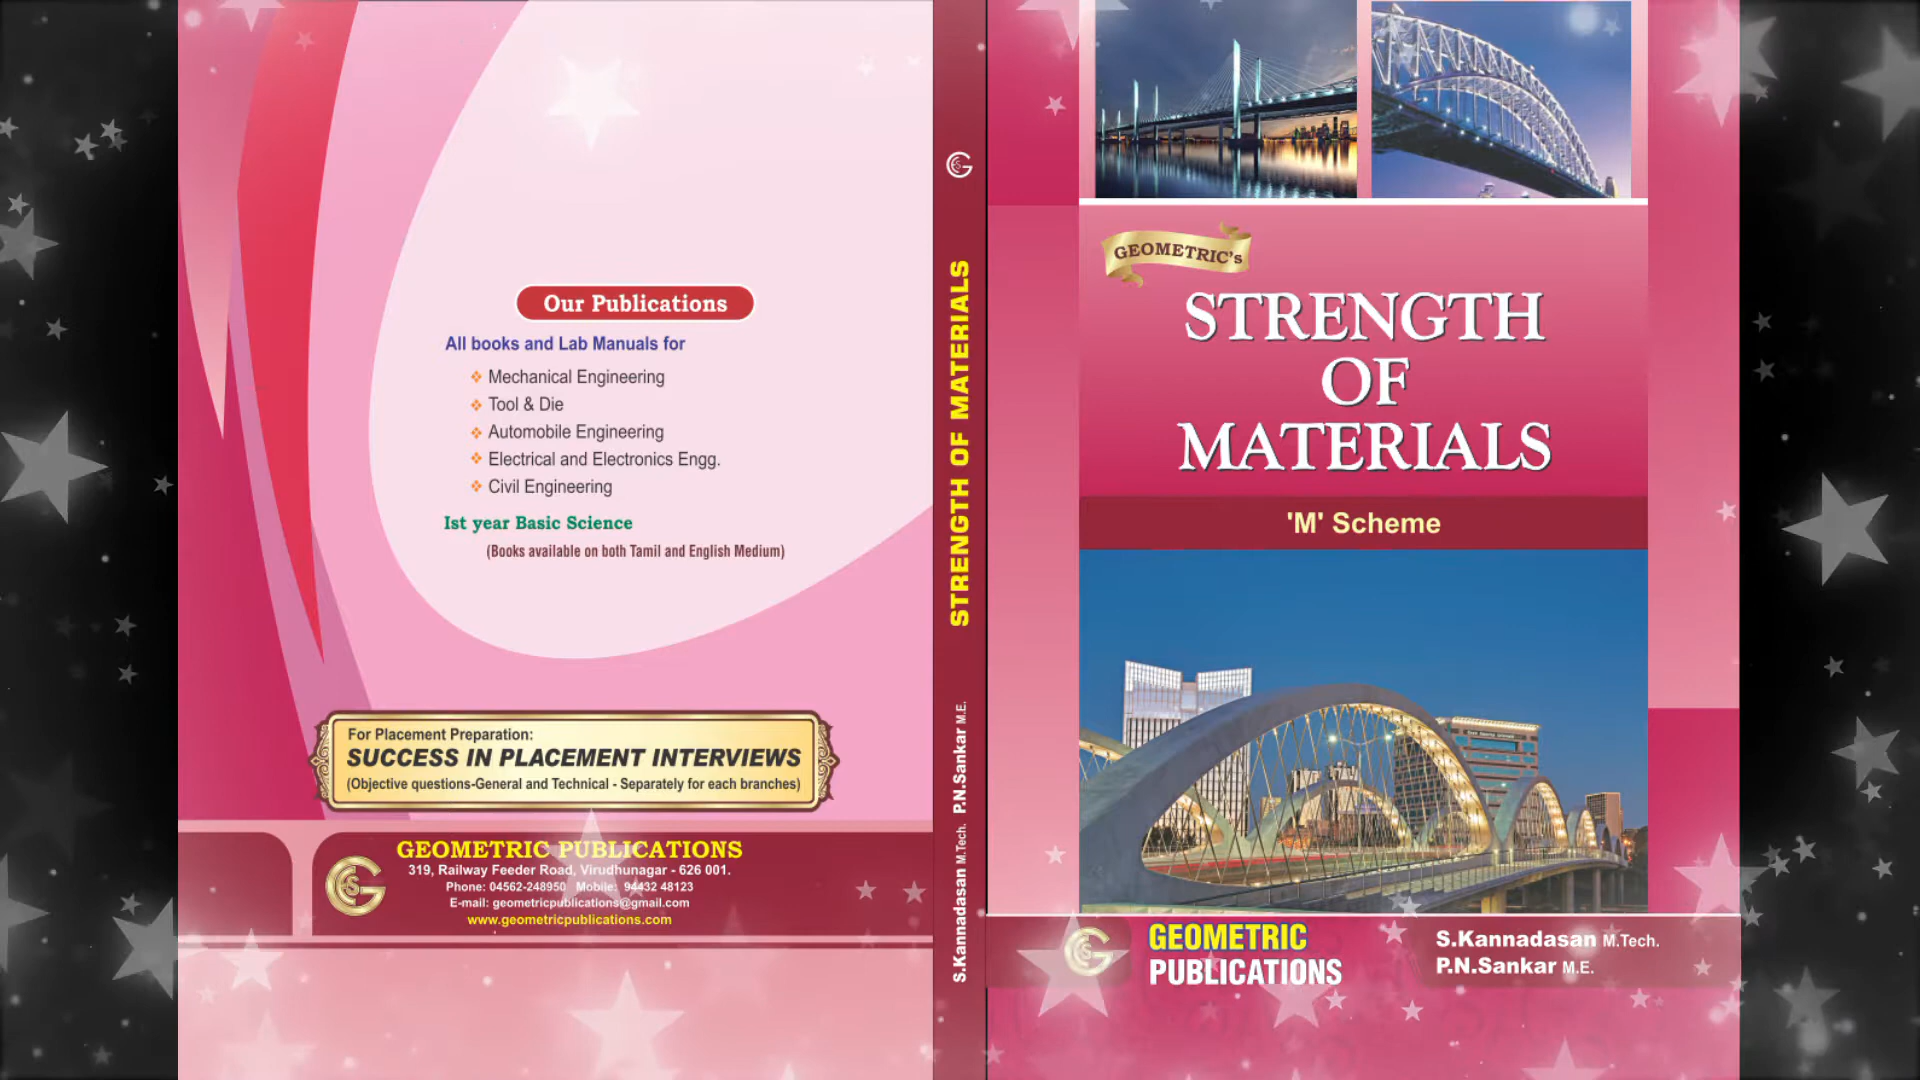 Our Publications
All books and Lab Manuals for
Mechanical Engineering
Tool & Die
Automobile Engineering
Electrical and Electronics Engg.
Civil Engineering
Ist year Basic Science
(Books available on both Tamil and English Medium)
For Placement Preparation:
SUCCESS IN PLACEMENT INTERVIEWS
(Objective questions-General and Technical - Separately for each branches)
GEOMETRIC PUBLICATIONS
319, Railway Feeder Road, Virudhunagar - 626 001.
Phone: 04562-248950 Mobile: 94432 48123
E-mail: geometricpublications@gmail.com
www.geometricpublications.com
STRENGTH OF MATERIALS
S.Kannadasan M.Tech. P.N.Sankar M.E.
GEOMETRIC's
STRENGTH
OF
MATERIALS
'M' Scheme
GEOMETRIC
PUBLICATIONS
S.Kannadasan M.Tech.
P.N.Sankar M.E.